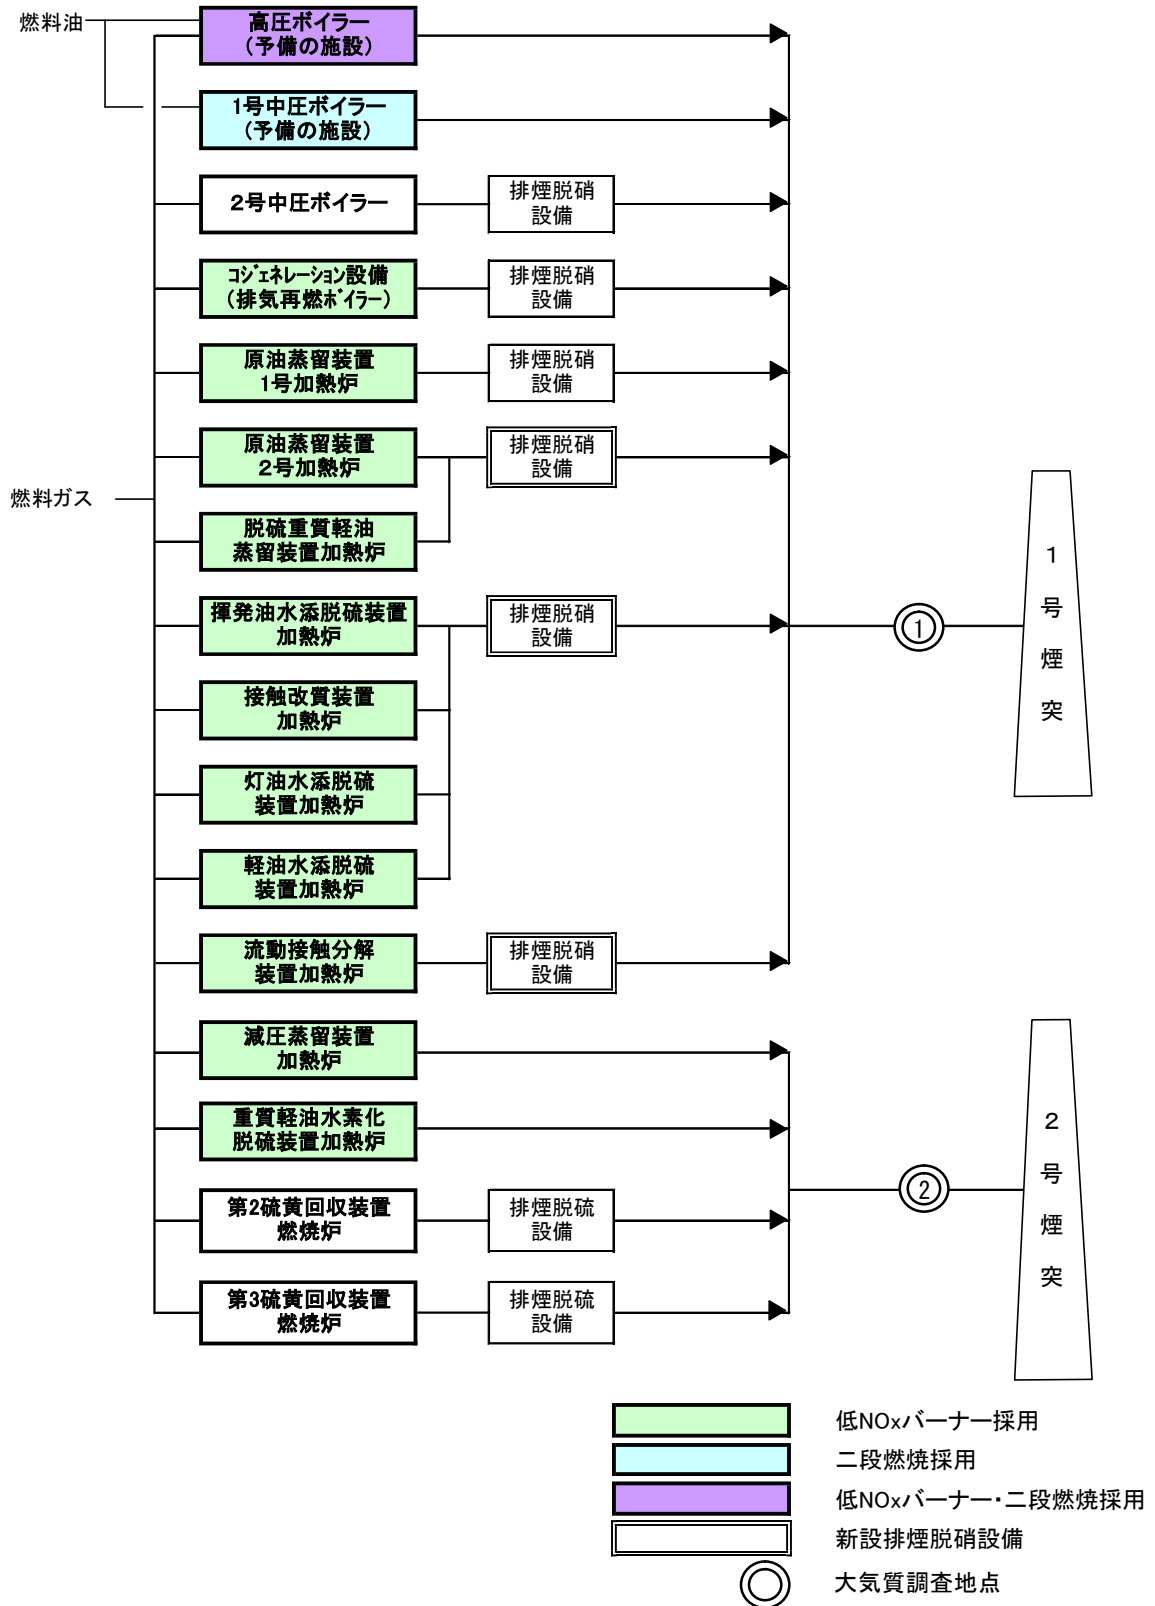 燃料油
高圧ボイラー
(予備の施設)
1号中圧ボイラー
(予備の施設)
2号中圧ボイラー
排煙脱硝
設備
コジェネレーション設備
(排気再燃ボイラー)
排煙脱硝
設備
原油蒸留装置
1号加熱炉
排煙脱硝
設備
原油蒸留装置
2号加熱炉
排煙脱硝
設備
燃料ガス
脱硫重質軽油
蒸留装置加熱炉
揮発油水添脱硫装置
加熱炉
排煙脱硝
設備
接触改質装置
加熱炉
灯油水添脱硫
装置加熱炉
軽油水添脱硫
装置加熱炉
流動接触分解
装置加熱炉
排煙脱硝
設備
①
1
号
煙
突
減圧蒸留装置
加熱炉
重質軽油水素化
脱硫装置加熱炉
第2硫黄回収装置
燃焼炉
排煙脱硫
設備
第3硫黄回収装置
燃焼炉
排煙脱硫
設備
②
2
号
煙
突
低NOxバーナー採用
二段燃焼採用
低NOxバーナー・二段燃焼採用
新設排煙脱硝設備
大気質調査地点